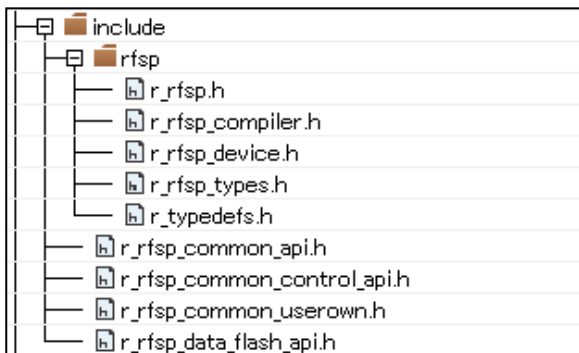 include
rfsp
r_rfsp.h
r_rfsp_compiler.h
r_rfsp_device.h
r_rfsp_types.h
r_typedefs.h
r_rfsp_common_api.h
r_rfsp_common_control_api.h
r_rfsp_common_userown.h
r_rfsp_data_flash_api.h